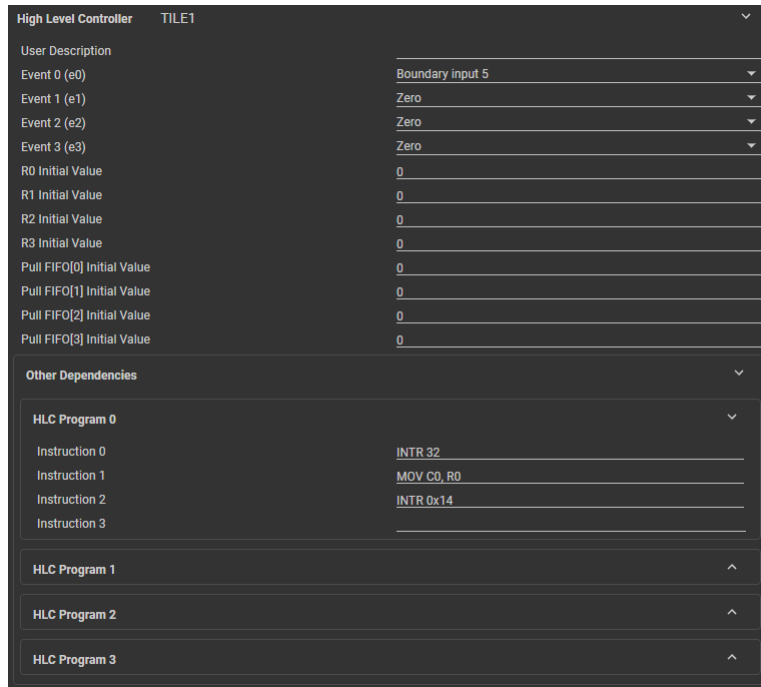 High Level Controller TILE1
User Description
Event 0 (e0) Boundary input 5
Event 1 (e1) Zero
Event 2 (e2) Zero
Event 3 (e3) Zero
R0 Initial Value 0
R1 Initial Value 0
R2 Initial Value 0
R3 Initial Value 0
Pull FIFO[0] Initial Value 0
Pull FIFO[1] Initial Value 0
Pull FIFO[2] Initial Value 0
Pull FIFO[3] Initial Value 0
Other Dependencies
HLC Program 0
Instruction 0 INTR 32
Instruction 1 MOV C0, R0
Instruction 2 INTR 0x14
Instruction 3
HLC Program 1
HLC Program 2
HLC Program 3